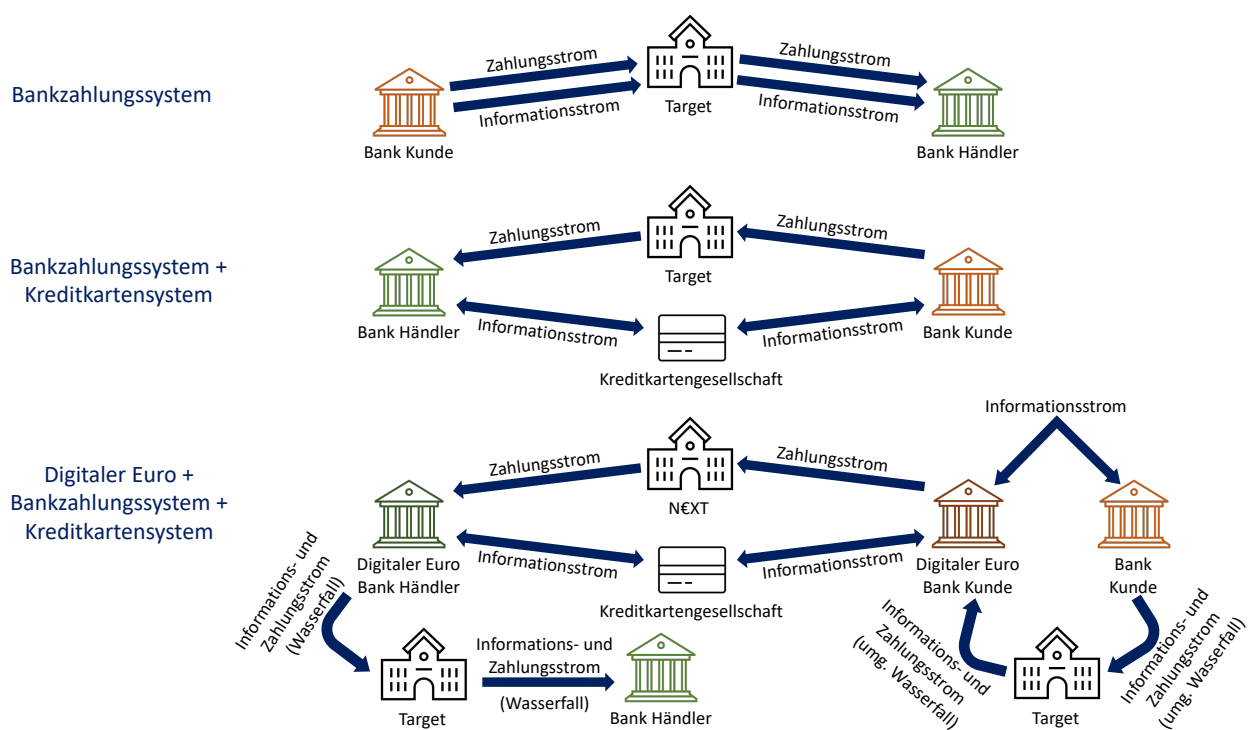 Bankzahlungssystem
Zahlungsstrom
Informationsstrom
Bank Kunde
Target
Zahlungsstrom
Informationsstrom
Bank Händler
Bankzahlungssystem +
Kreditkartensystem
Zahlungsstrom
Target
Zahlungsstrom
Bank Händler
Informationsstrom
Kreditkartengesellschaft
Informationsstrom
Bank Kunde
Digitaler Euro +
Bankzahlungssystem +
Kreditkartensystem
Informationsstrom
Zahlungsstrom
N€XT
Zahlungsstrom
Digitaler Euro
Bank Händler
Informationsstrom
Kreditkartengesellschaft
Informationsstrom
Digitaler Euro
Bank Kunde
Bank
Kunde
Informations- und
Zahlungsstrom
(Wasserfall)
Target
Informations- und
Zahlungsstrom
(Wasserfall)
Bank Händler
Informations- und
Zahlungsstrom
(umg. Wasserfall)
Target
Informations- und
Zahlungsstrom
(umg. Wasserfall)